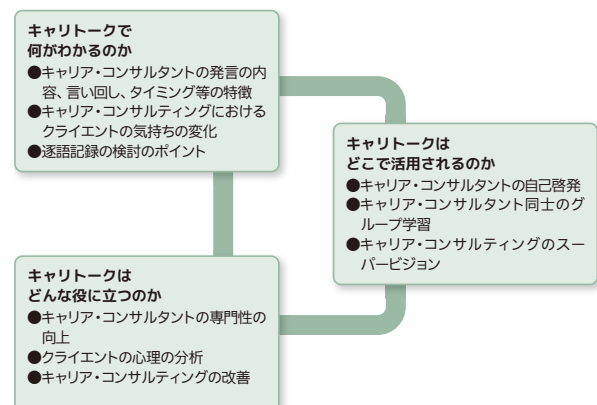 キャリトークで
何がわかるのか
●キャリア・コンサルタントの発言の内
容、言い回し、タイミング等の特徴
●キャリア・コンサルティングにおける
クライエントの気持ちの変化
●逐語記録の検討のポイント
キャリトークは
どこで活用されるのか
●キャリア・コンサルタントの自己啓発
●キャリア・コンサルタント同士のグ
ループ学習
●キャリア・コンサルティングのスー
パービジョン
キャリトークは
どんな役に立つのか
●キャリア・コンサルタントの専門性の
向上
●クライエントの心理の分析
●キャリア・コンサルティングの改善